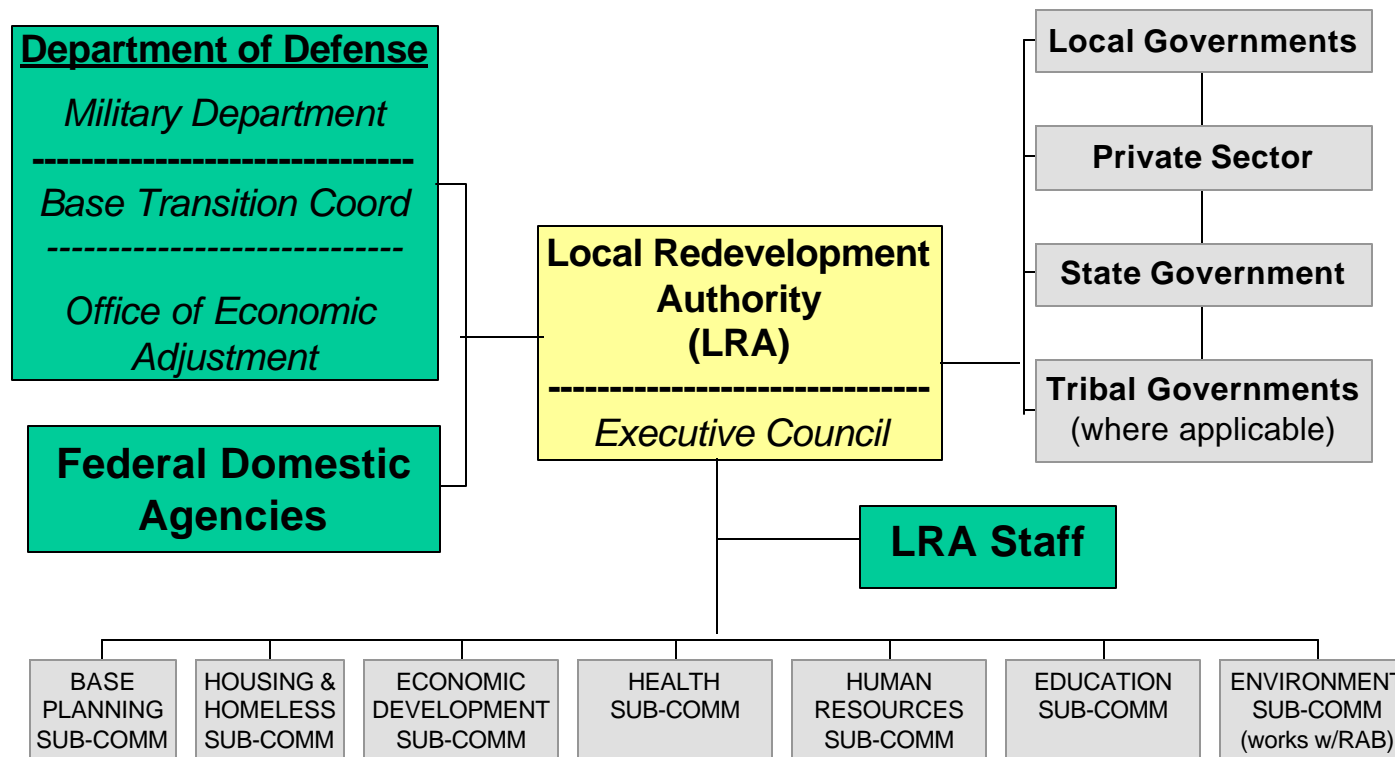 Department of Defense
Military Department
-------------------------------
Base Transition Coord
----------------------------
Office of Economic
Adjustment
Federal Domestic
Agencies
Local Redevelopment
Authority
(LRA)
-------------------------------
Executive Council
Local Governments
Private Sector
State Government
Tribal Governments
(where applicable)
LRA Staff
BASE
PLANNING
SUB-COMM
HOUSING &
HOMELESS
SUB-COMM
ECONOMIC
DEVELOPMENT
SUB-COMM
HEALTH
SUB-COMM
HUMAN
RESOURCES
SUB-COMM
EDUCATION
SUB-COMM
ENVIRONMENT
SUB-COMM
(works w/RAB)